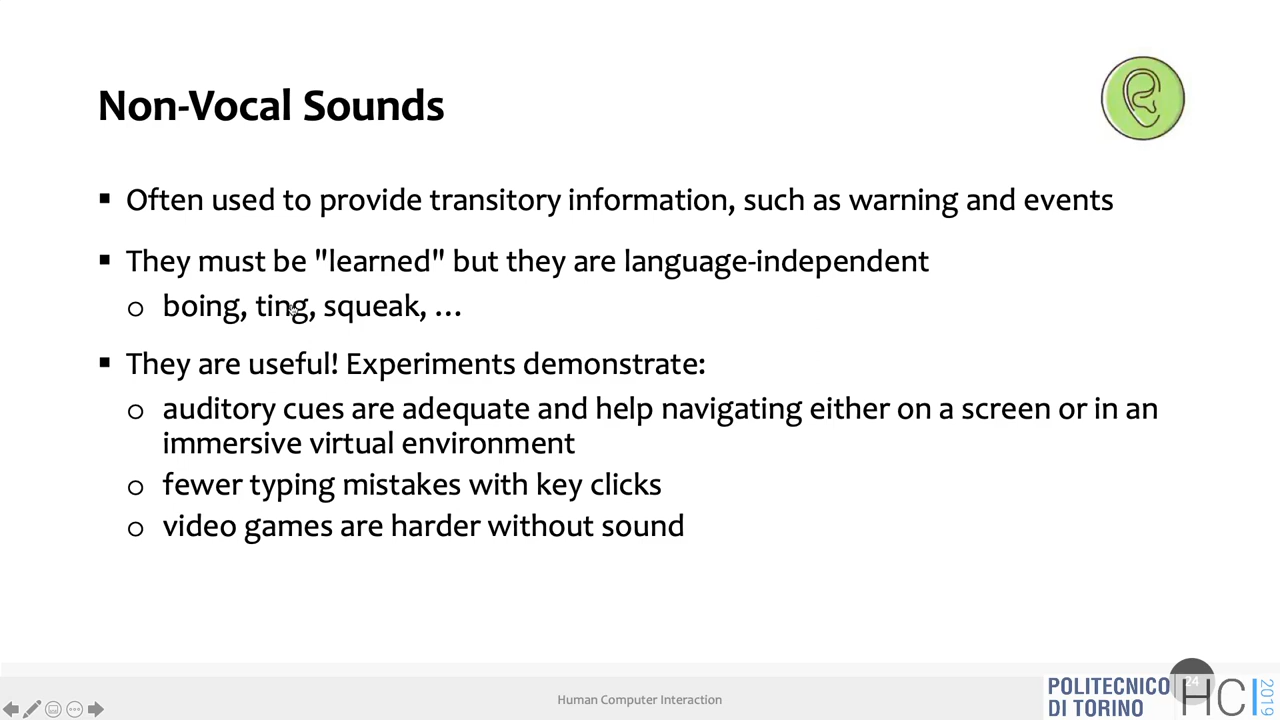 Non-Vocal Sounds
▪ Often used to provide transitory information, such as warning and events
▪ They must be "learned" but they are language-independent
o boing, ting, squeak, …
▪ They are useful! Experiments demonstrate:
o auditory cues are adequate and help navigating either on a screen or in an
immersive virtual environment
o fewer typing mistakes with key clicks
o video games are harder without sound
24
Human Computer Interaction
POLITECNICO
DI TORINO
HCI
2019